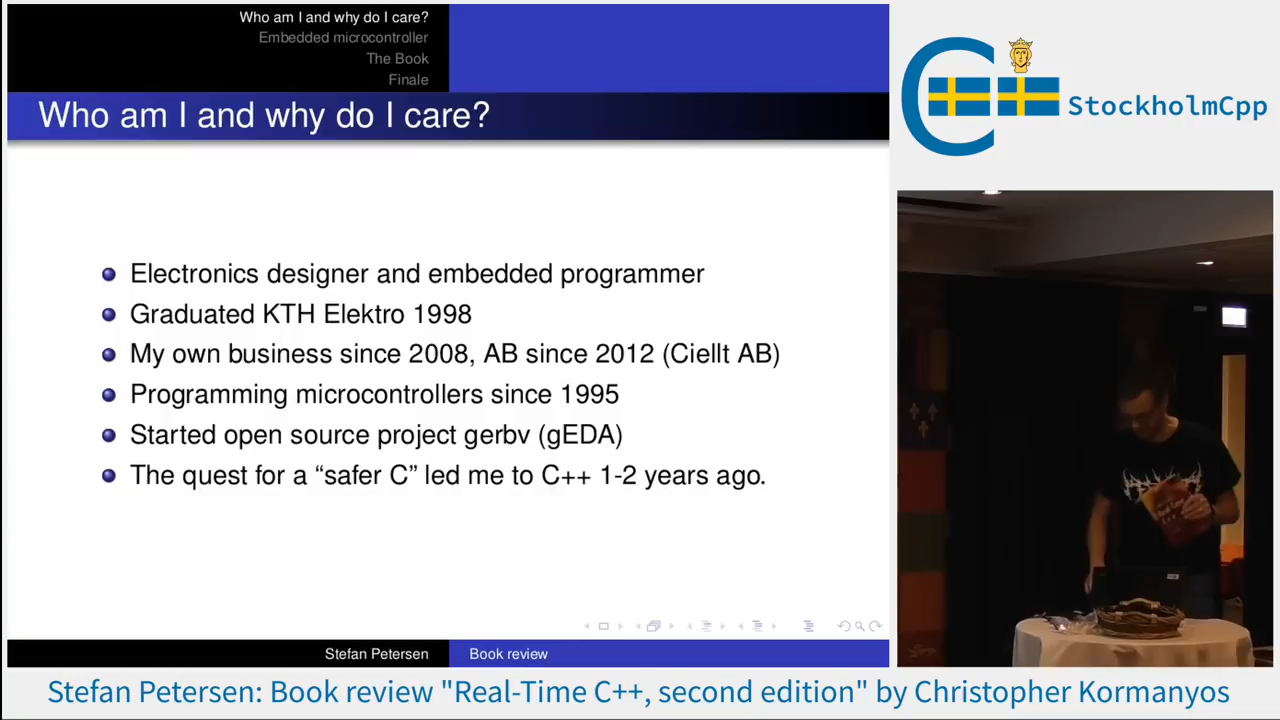 Who am I and why do I care?
Embedded microcontroller
The Book
Finale
Who am I and why do I care?
Electronics designer and embedded programmer
Graduated KTH Elektro 1998
My own business since 2008, AB since 2012 (Ciellt AB)
Programming microcontrollers since 1995
Started open source project gerbv (gEDA)
The quest for a “safer C” led me to C++ 1-2 years ago.
Stefan Petersen
Book review
C++ StockholmCpp
Stefan Petersen: Book review "Real-Time C++, second edition" by Christopher Kormanyos